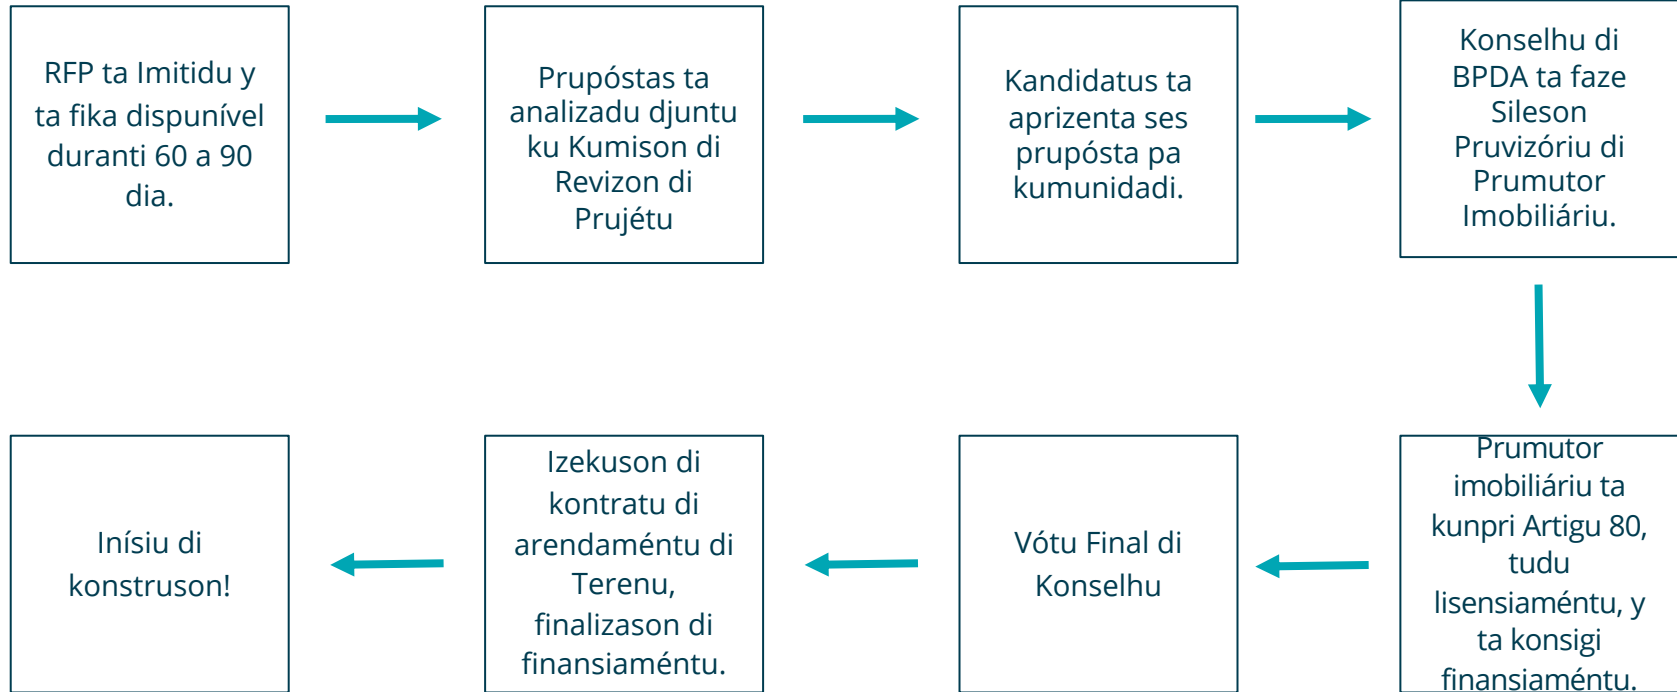 RFP ta Imitidu y
ta fika dispunível
duranti 60 a 90
dia.
Prupóstas ta
analizadu djuntu
ku Kumison di
Revizon di
Prujétu
Kandidatus ta
aprizenta ses
prupósta pa
kumunidadi.
Konselhu di
BPDA ta faze
Sileson
Pruvizóriu di
Prumutor
Imobiliáriu.
Prumutor
imobiliáriu ta
kunpri Artigu 80,
tudu
lisensiaméntu, y
ta konsigi
finansiaméntu.
Vótu Final di
Konselhu
Izekuson di
kontratu di
arendaméntu di
Terenu,
finalizason di
finansiaméntu.
Inísiu di
konstruson!